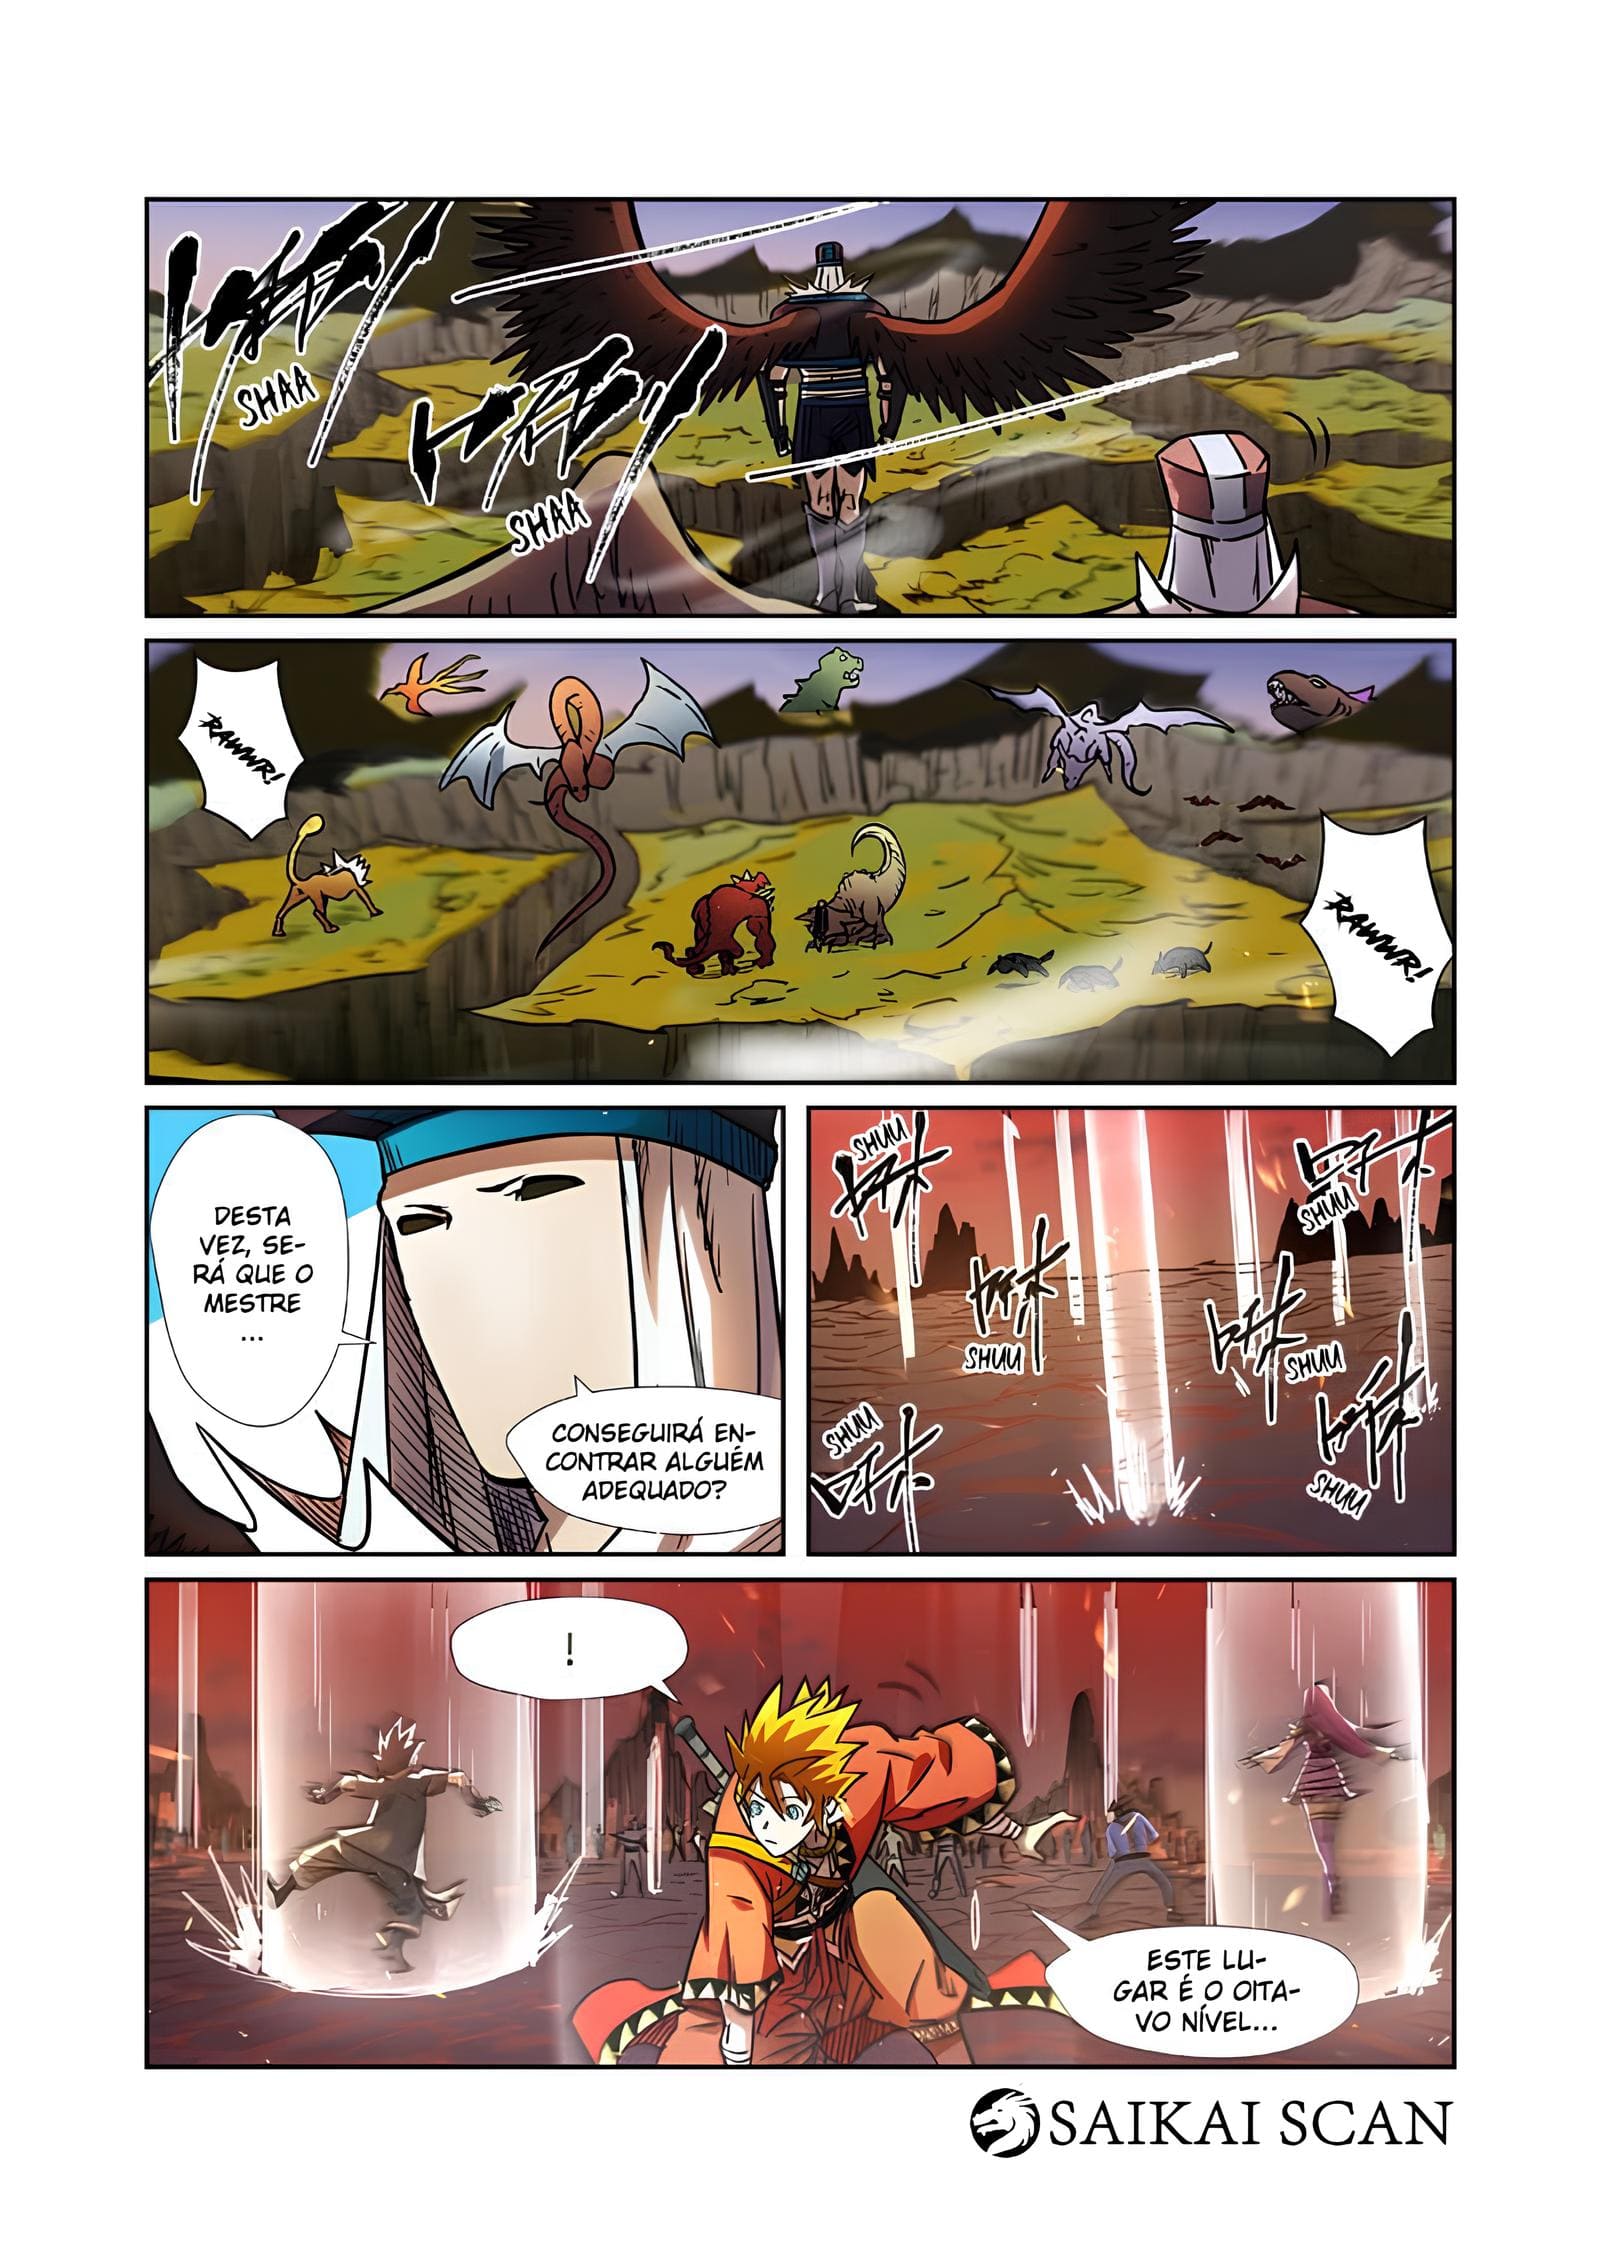 SHAA
SHAA
RAWWR!
RAWWR!
DESTA
VEZ, SE-
RÁ QUE O
MESTRE
...
CONSEGUIRÁ EN-
CONTRAR ALGUÉM
ADEQUADO?
SHUU
SHUU
SHUU
SHUU
SHUU
SHUU
!
ESTE LU-
GAR É O OITA-
VO NÍVEL...
SAIKAI SCAN